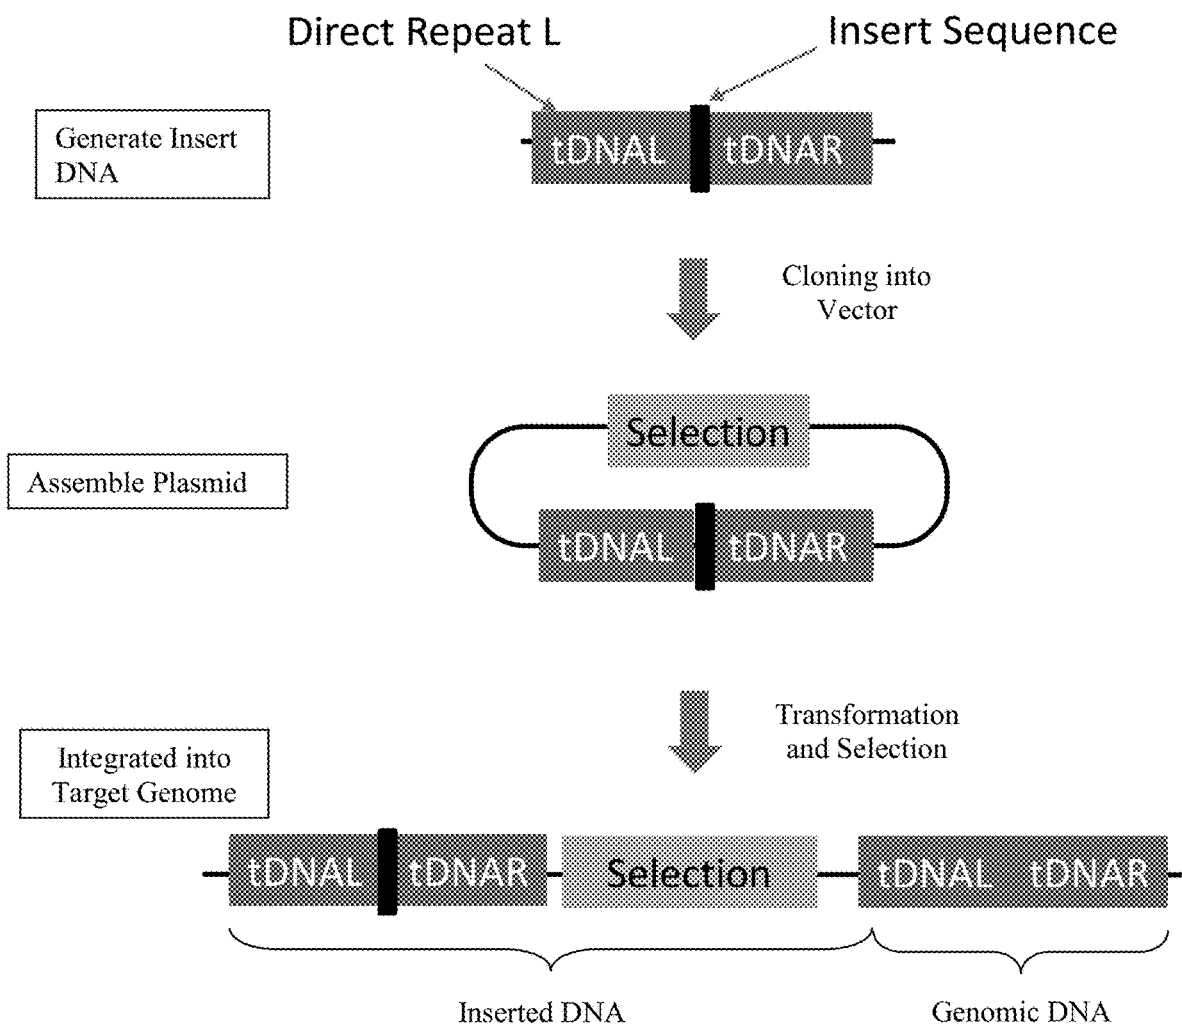 Direct Repeat L
Insert Sequence
Generate Insert
DNA
tDNAL
tDNAR
Cloning into
Vector
Selection
Assemble Plasmid
tDNAL
tDNAR
Transformation
and Selection
Integrated into
Target Genome
tDNAL
tDNAR
Selection
tDNAL
tDNAR
Inserted DNA
Genomic DNA